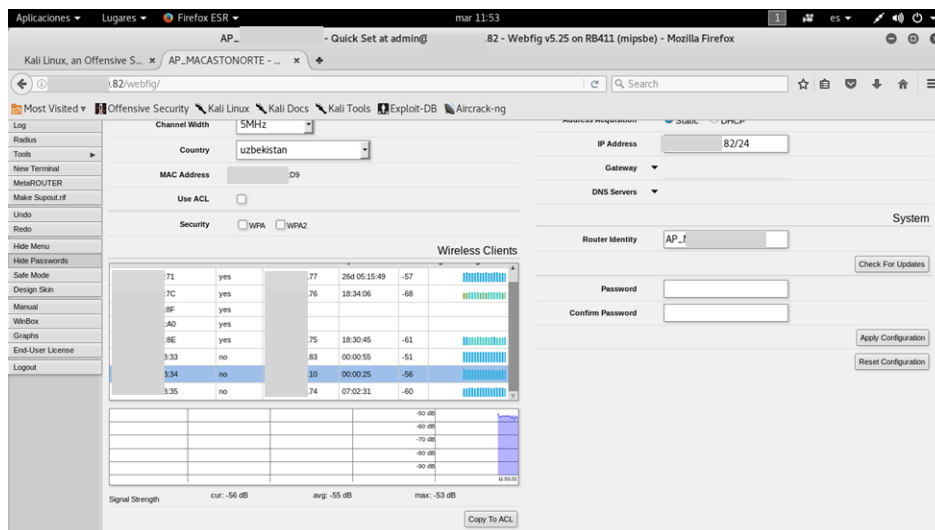 Aplicaciones ▾ Lugares ▾ Firefox ESR ▾ mar 11:53 1 es ▾
AP_ - Quick Set at admin@ .82 - Webfig v5.25 on RB411 (mipsbe) - Mozilla Firefox
Kali Linux, an Offensive S... × AP_MACASTONORTE - ... ×
.82/webfig/ Search
Most Visited ▾ Offensive Security Kali Linux Kali Docs Kali Tools Exploit-DB Aircrack-ng
Log
Radius
Tools
New Terminal
MetaROUTER
Make Supout.rif
Undo
Redo
Hide Menu
Hide Passwords
Safe Mode
Design Skin
Manual
WinBox
Graphs
End-User License
Logout
Channel Width 5MHz
Country uzbekistan
MAC Address :D9
Use ACL
Security WPA WPA2
Wireless Clients
:71 yes .77 26d 05:15:49 -57
:7C yes .76 18:34:06 -68
:8F yes
:A0 yes
:8E yes .75 18:30:45 -61
3:33 no .83 00:00:55 -51
3:34 no .10 00:00:25 -56
3:35 no .74 07:02:31 -60
-50 dB
-60 dB
-70 dB
-80 dB
-90 dB
Signal Strength cur: -56 dB avg: -55 dB max: -53 dB
Copy To ACL
Address Acquisition Static DHCP
IP Address .82/24
Gateway
DNS Servers
System
Router Identity AP_
Check For Updates
Password
Confirm Password
Apply Configuration
Reset Configuration